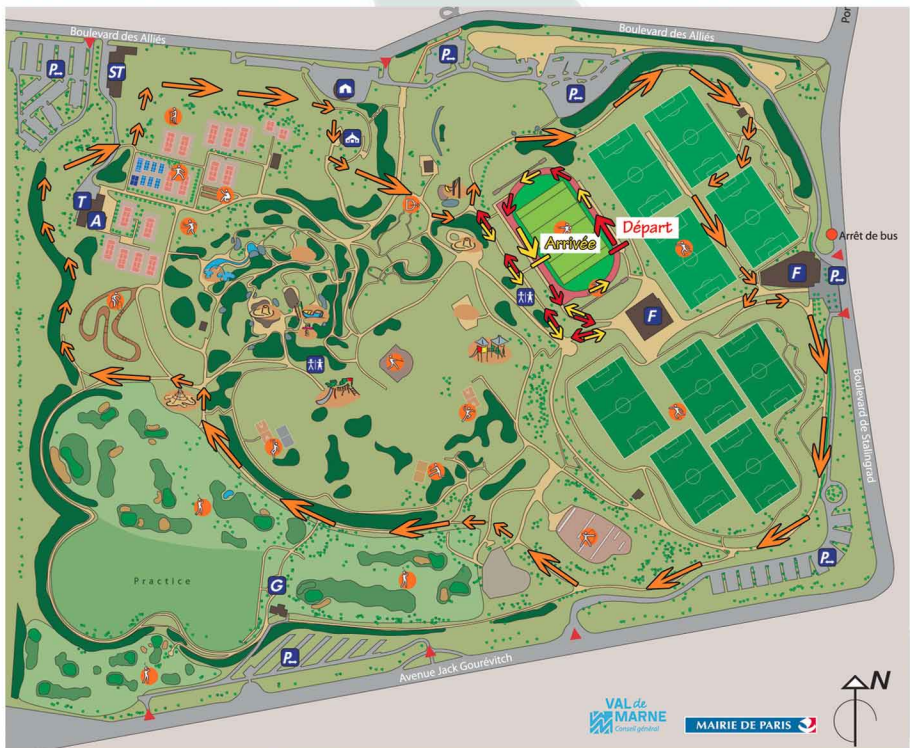 Boulevard des Alliés
Boulevard des Alliés
P
ST
P
P
T
A
Départ
Arrivée
Arrêt de bus
F
P
F
Boulevard de Stalingrad
Practice
G
P
P
Avenue Jack Gourévitch
N
VAL de
MARNE
Conseil général
MAIRIE DE PARIS